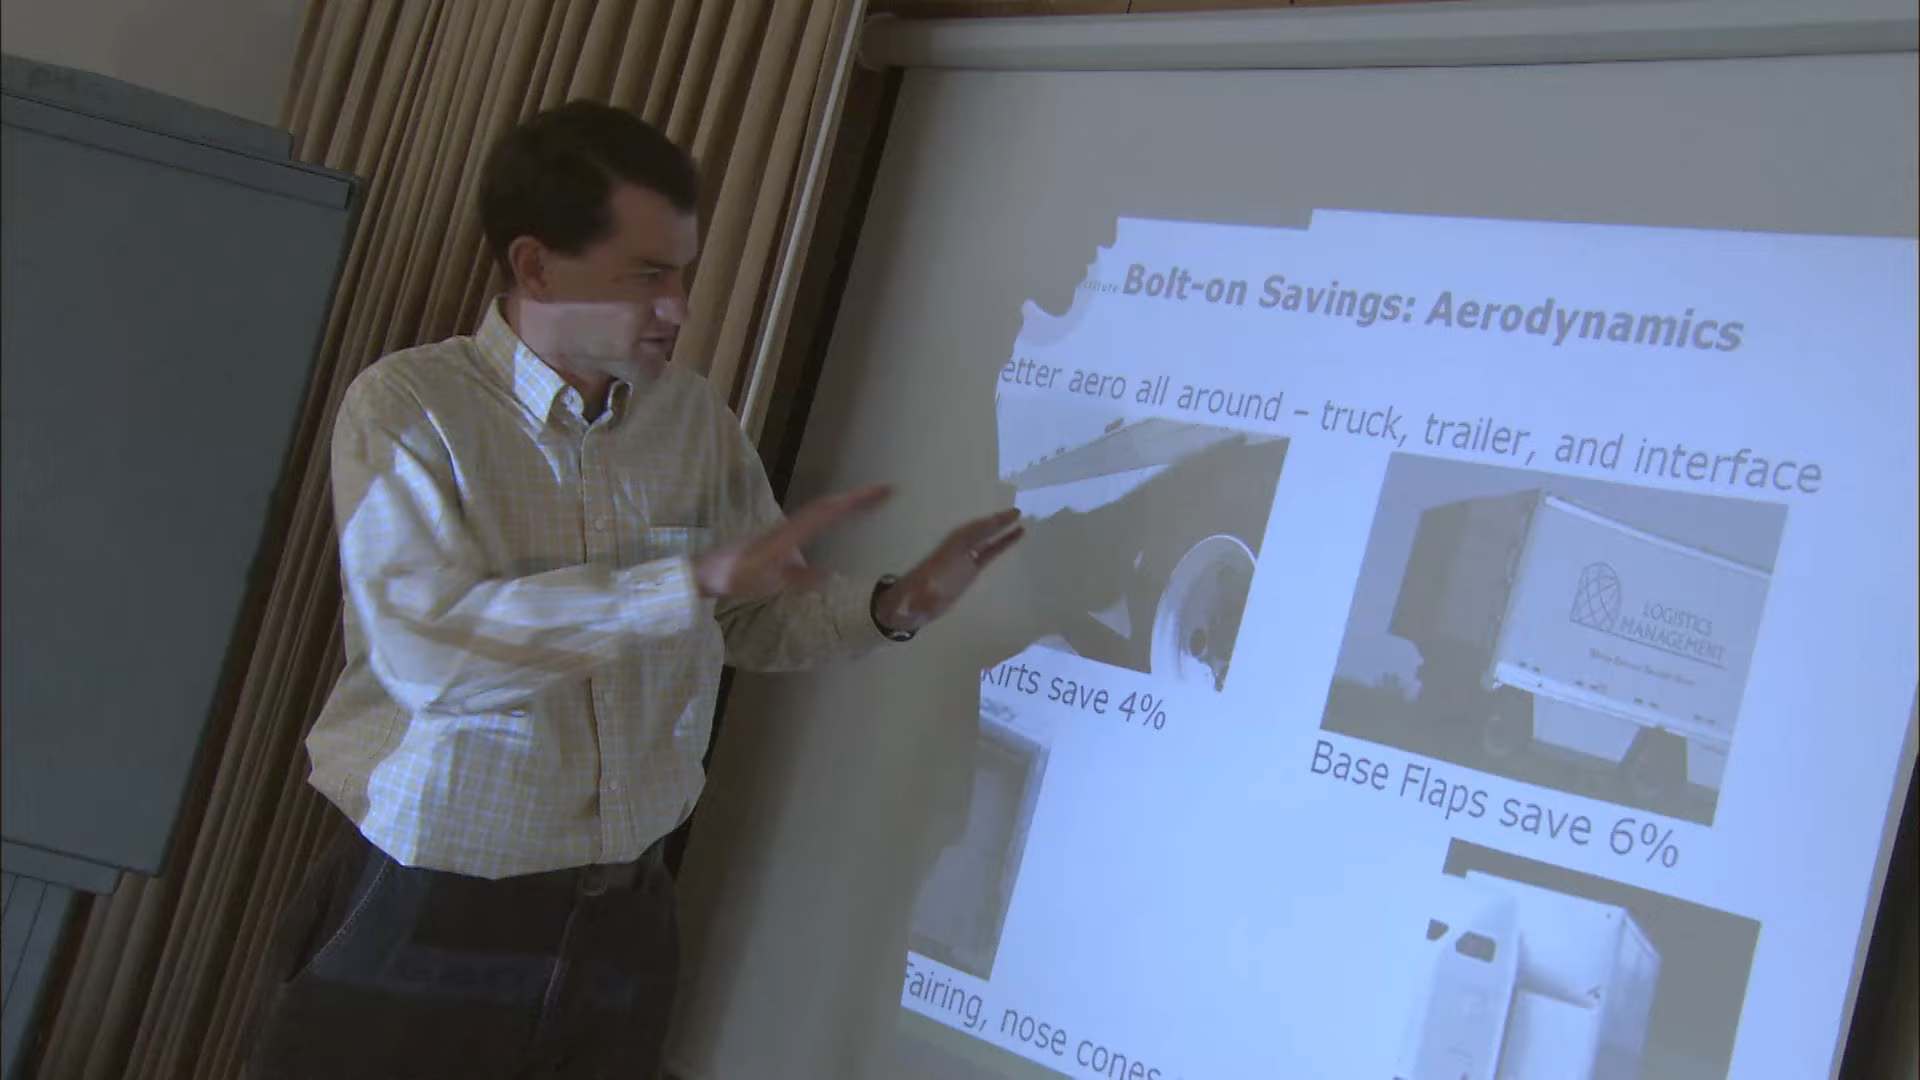 Bolt-on Savings: Aerodynamics
etter aero all around – truck, trailer, and interface
LOGISTICS
MANAGEMENT
kirts save 4%
Base Flaps save 6%
Fairing, nose cones